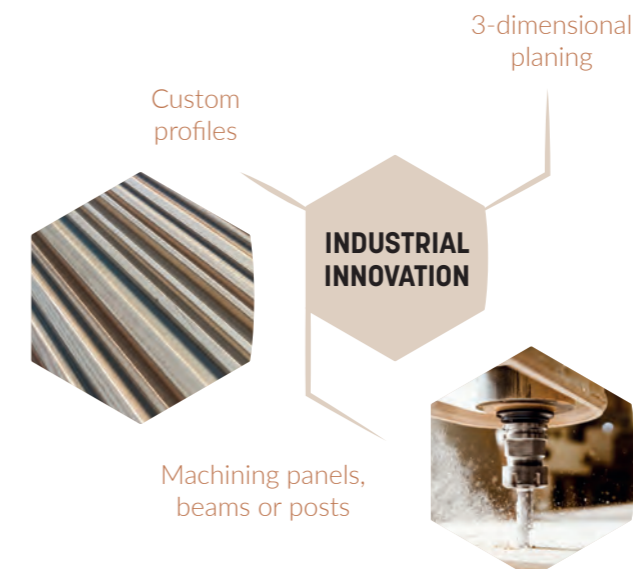 3-dimensional
planing
Custom
profiles
INDUSTRIAL
INNOVATION
Machining panels,
beams or posts